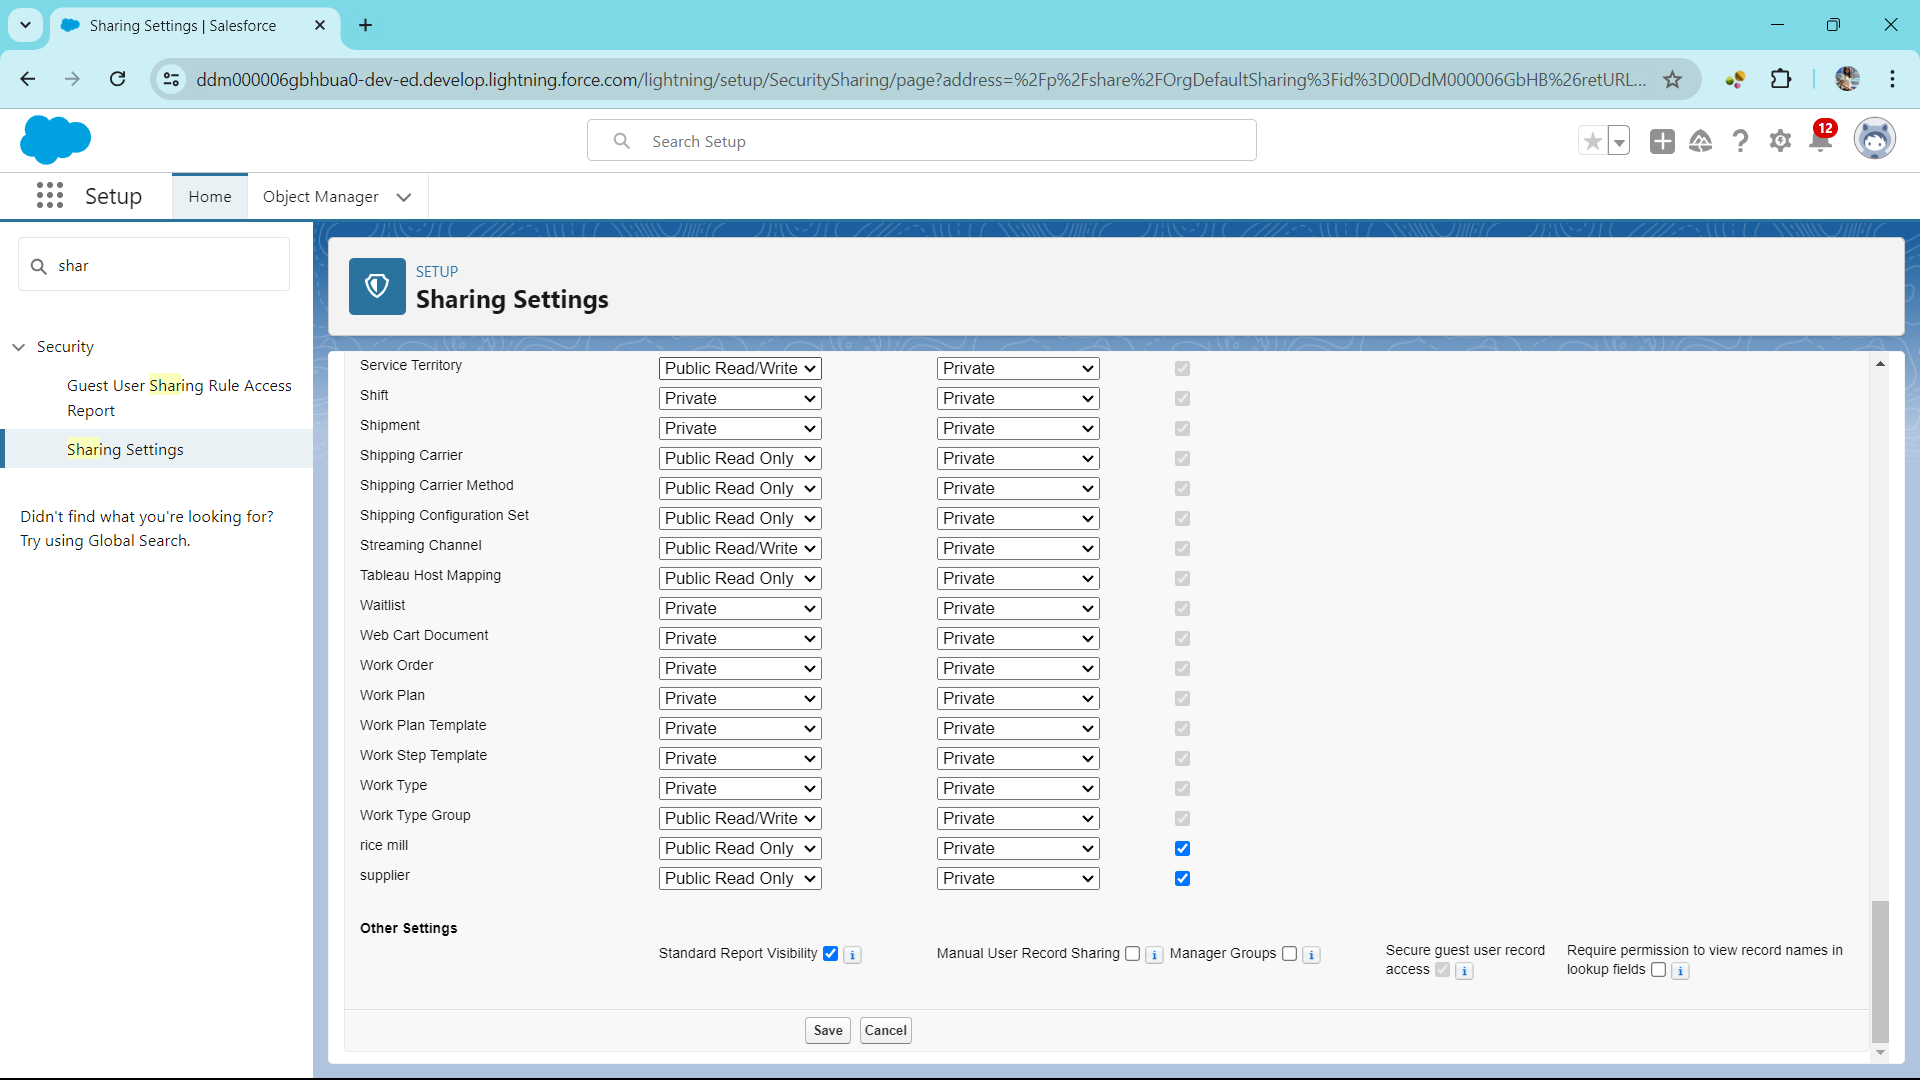 Sharing Settings | Salesforce
ddm000006gbhbua0-dev-ed.develop.lightning.force.com/lightning/setup/SecuritySharing/page?address=%2Fp%2Fshare%2FOrgDefaultSharing%3Fid%3D00DdM000006GbHB%26retURL...
Search Setup
12
Setup
Home
Object Manager
shar
Security
Guest User Sharing Rule Access
Report
Sharing Settings
Didn't find what you're looking for?
Try using Global Search.
SETUP
Sharing Settings
Service Territory Public Read/Write Private
Shift Private Private
Shipment Private Private
Shipping Carrier Public Read Only Private
Shipping Carrier Method Public Read Only Private
Shipping Configuration Set Public Read Only Private
Streaming Channel Public Read/Write Private
Tableau Host Mapping Public Read Only Private
Waitlist Private Private
Web Cart Document Private Private
Work Order Private Private
Work Plan Private Private
Work Plan Template Private Private
Work Step Template Private Private
Work Type Private Private
Work Type Group Public Read/Write Private
rice mill Public Read Only Private
supplier Public Read Only Private
Other Settings
Standard Report Visibility
Manual User Record Sharing
Manager Groups
Secure guest user record
access
Require permission to view record names in
lookup fields
Save Cancel